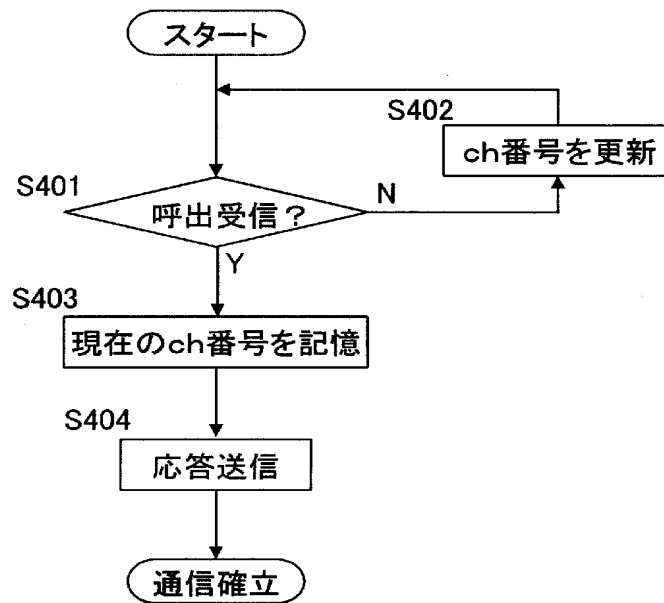 スタート
S402
ch番号を更新
S401
呼出受信？
N
Y
S403
現在のch番号を記憶
S404
応答送信
通信確立